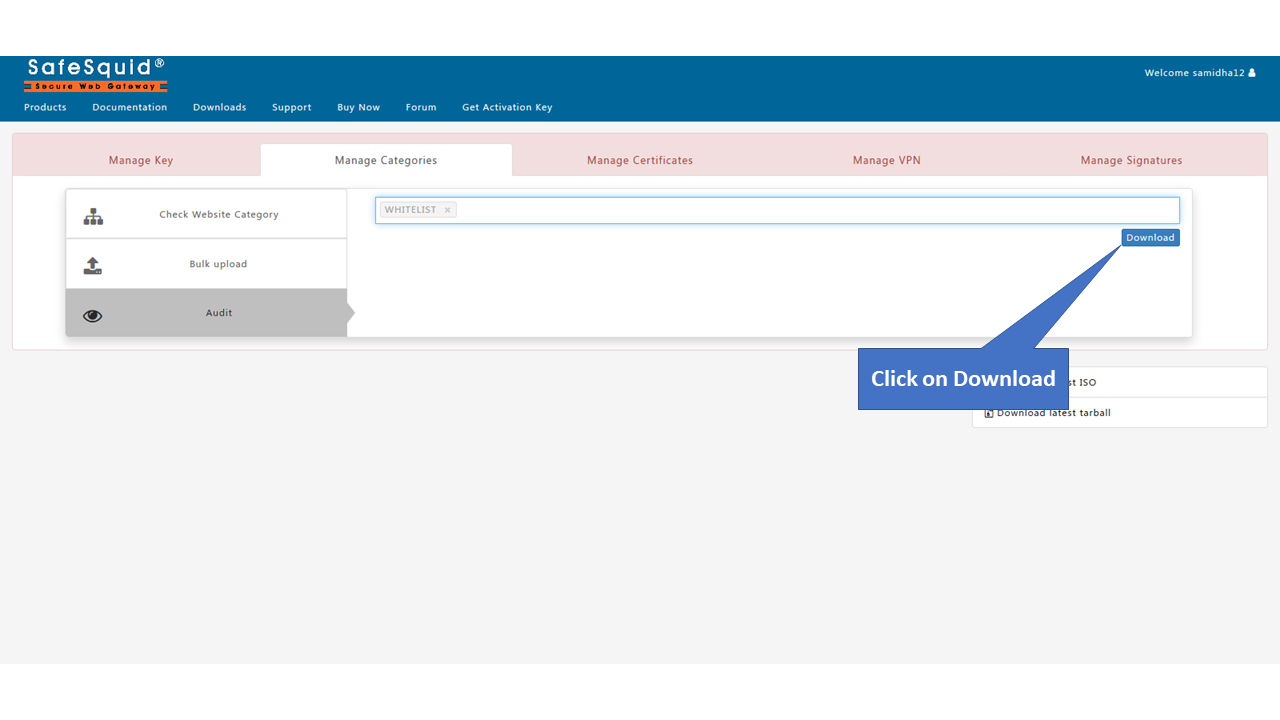 SafeSquid®
Secure Web Gateway
Welcome samidha12
Products Documentation Downloads Support Buy Now Forum Get Activation Key
Manage Key Manage Categories Manage Certificates Manage VPN Manage Signatures
Check Website Category
WHITELIST ×
Download
Bulk upload
Audit
Click on Download
ISO
Download latest tarball